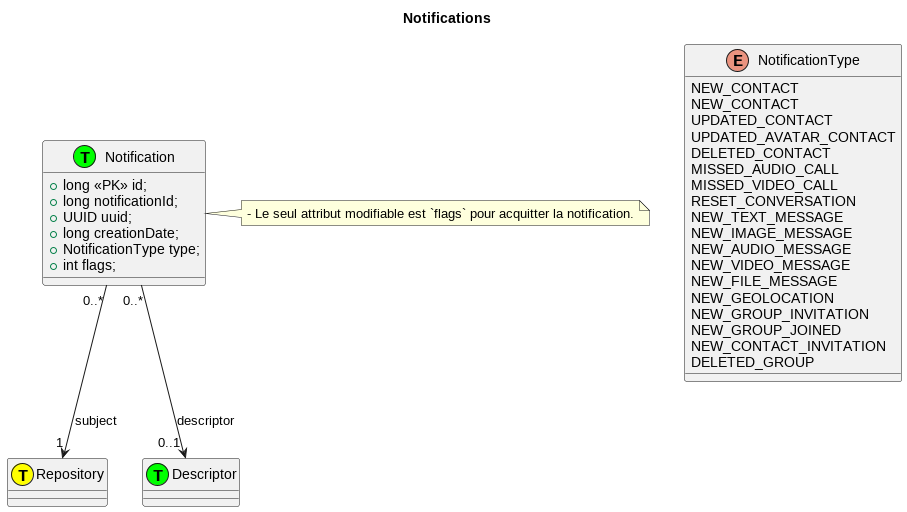 Notifications
T Notification
long «PK» id;
long notificationId;
UUID uuid;
long creationDate;
NotificationType type;
int flags;
- Le seul attribut modifiable est `flags` pour acquitter la notification.
E NotificationType
NEW_CONTACT
NEW_CONTACT
UPDATED_CONTACT
UPDATED_AVATAR_CONTACT
DELETED_CONTACT
MISSED_AUDIO_CALL
MISSED_VIDEO_CALL
RESET_CONVERSATION
NEW_TEXT_MESSAGE
NEW_IMAGE_MESSAGE
NEW_AUDIO_MESSAGE
NEW_VIDEO_MESSAGE
NEW_FILE_MESSAGE
NEW_GEOLOCATION
NEW_GROUP_INVITATION
NEW_GROUP_JOINED
NEW_CONTACT_INVITATION
DELETED_GROUP
0..* 0..*
subject descriptor
1 0..1
T Repository
T Descriptor